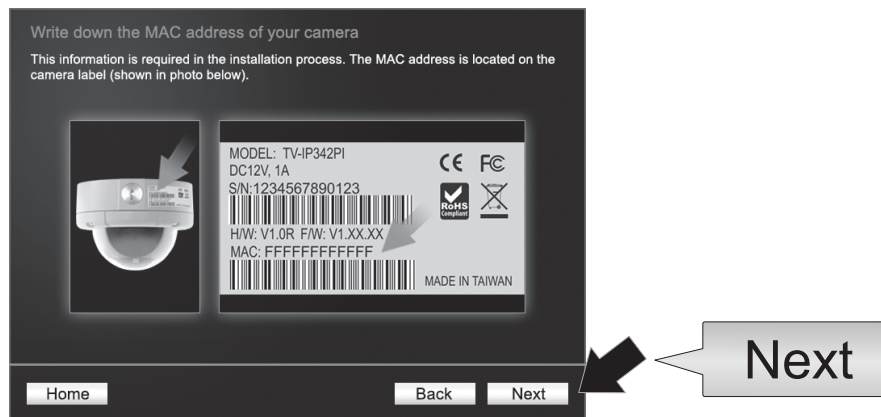 Write down the MAC address of your camera
This information is required in the installation process. The MAC address is located on the
camera label (shown in photo below).
MODEL: TV-IP342PI
DC12V, 1A
S/N:1234567890123
H/W: V1.0R F/W: V1.XX.XX
MAC: FFFFFFFFFFFF
CE FC
RoHS
Compliant
MADE IN TAIWAN
Home
Back
Next
Next